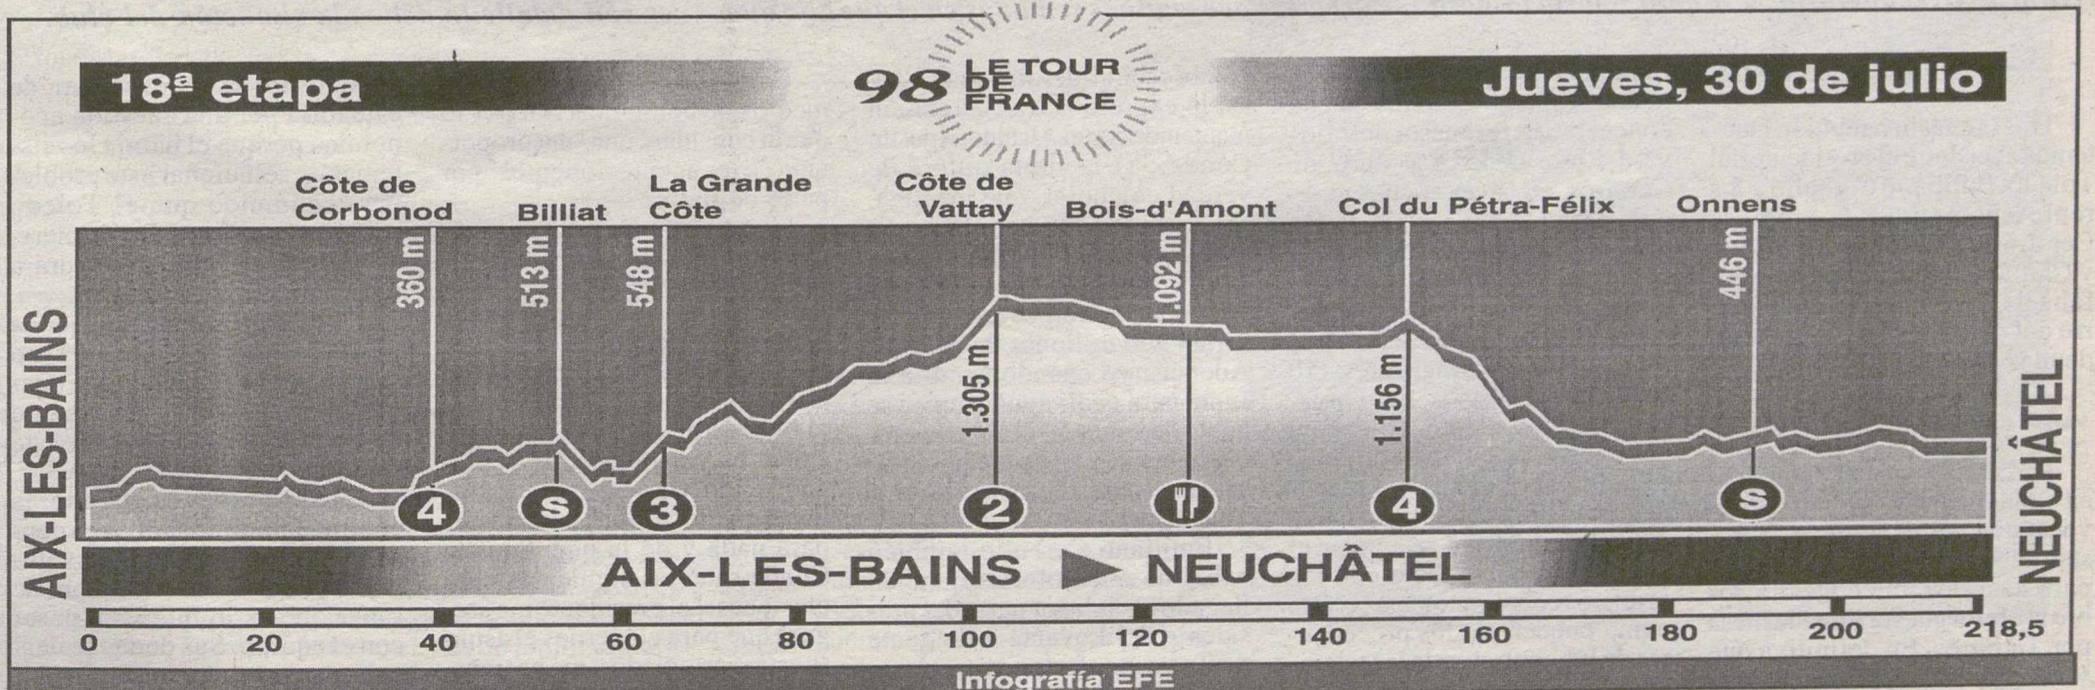 18ª etapa
98 LE TOUR
DE
FRANCE
Jueves, 30 de julio
Côte de
Corbonod
Billiat
La Grande
Côte
Côte de
Vattay
Bois-d'Amont
Col du Pétra-Félix
Onnens
360 m
513 m
548 m
1.305 m
1.092 m
1.156 m
446 m
AIX-LES-BAINS
NEUCHÂTEL
4
S
3
2
4
S
AIX-LES-BAINS NEUCHÂTEL
0 20 40 60 80 100 120 140 160 180 200 218,5
Infografía EFE